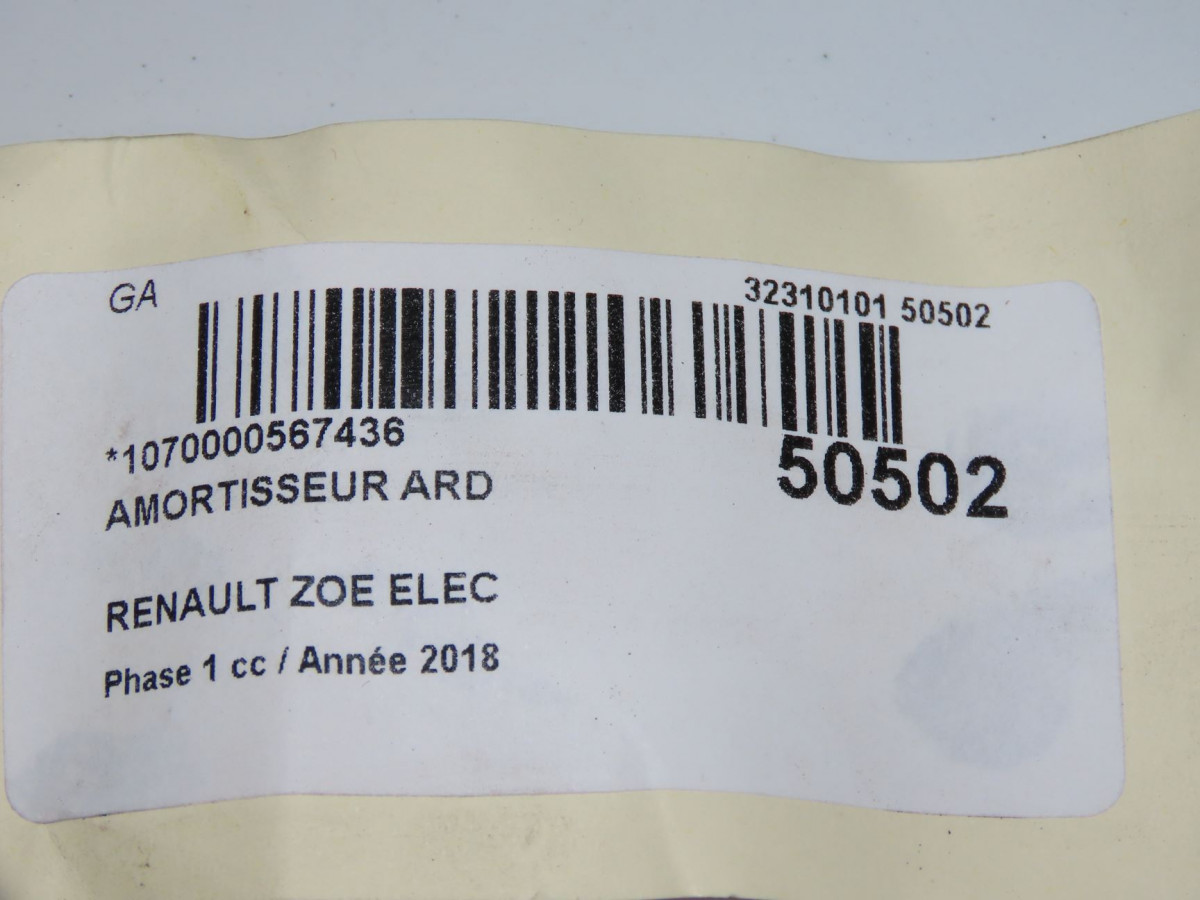 GA
32310101 50502
*1070000567436
50502
AMORTISSEUR ARD
RENAULT ZOE ELEC
Phase 1 cc / Année 2018